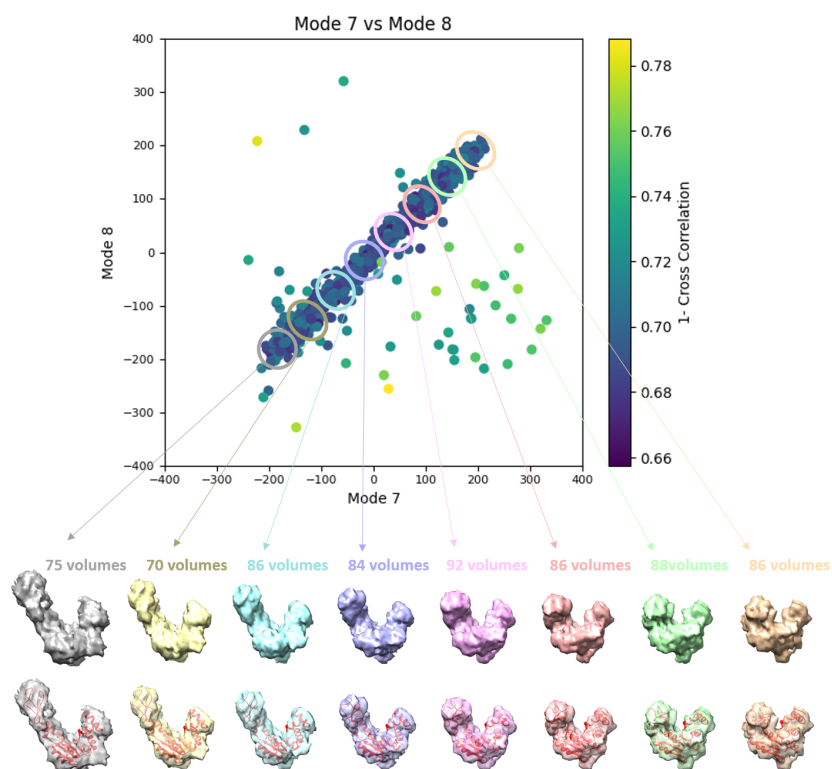 Mode 7 vs Mode 8
400
300
200
100
0
−100
−200
−300
−400
Mode 8
−400 −300 −200 −100 0 100 200 300 400
Mode 7
0.78
0.76
0.74
0.72
0.70
0.68
0.66
1- Cross Correlation
75 volumes 70 volumes 86 volumes 84 volumes 92 volumes 86 volumes 88volumes 86 volumes